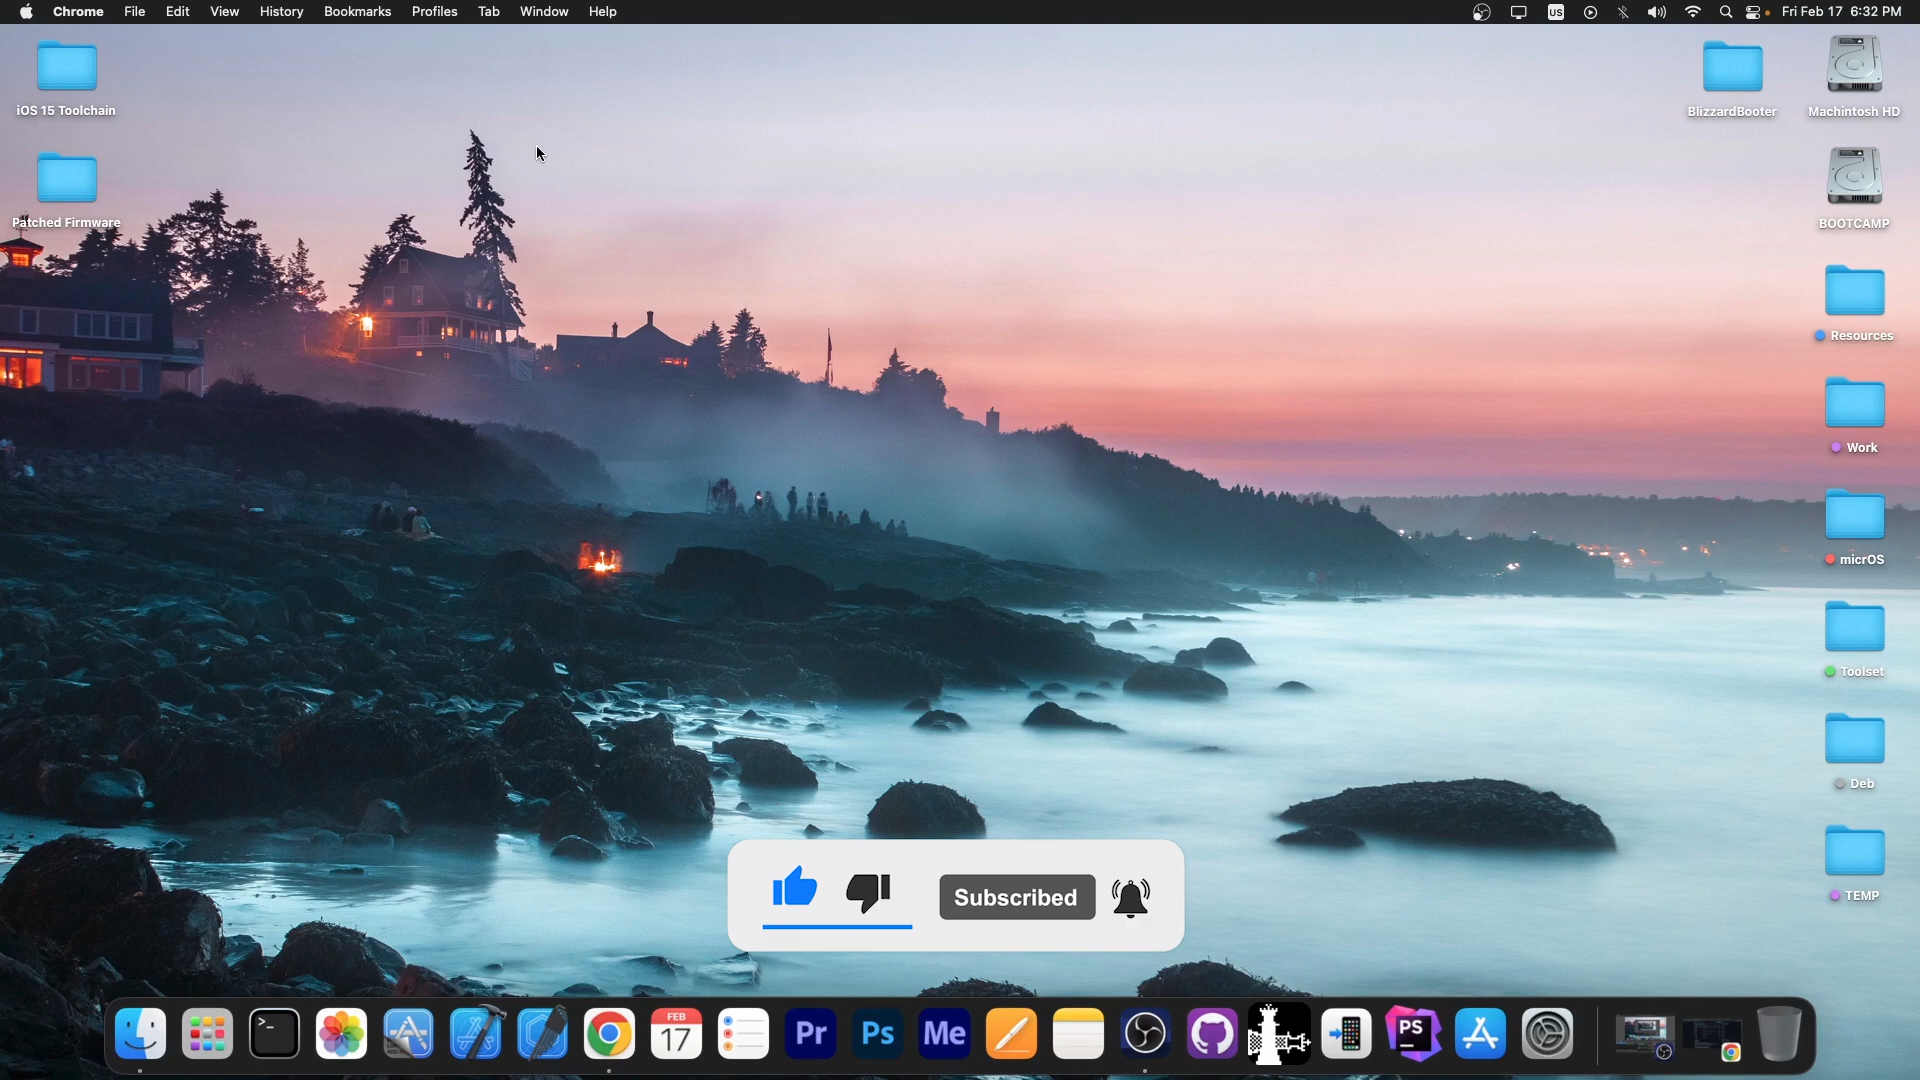 Chrome File Edit View History Bookmarks Profiles Tab Window Help US Fri Feb 17 6:32 PM
iOS 15 Toolchain
BlizzardBooter
Machintosh HD
Patched Firmware
BOOTCAMP
Resources
Work
micrOS
Toolset
Deb
TEMP
Subscribed
FEB
17
>_
Pr
Ps
Me
PS